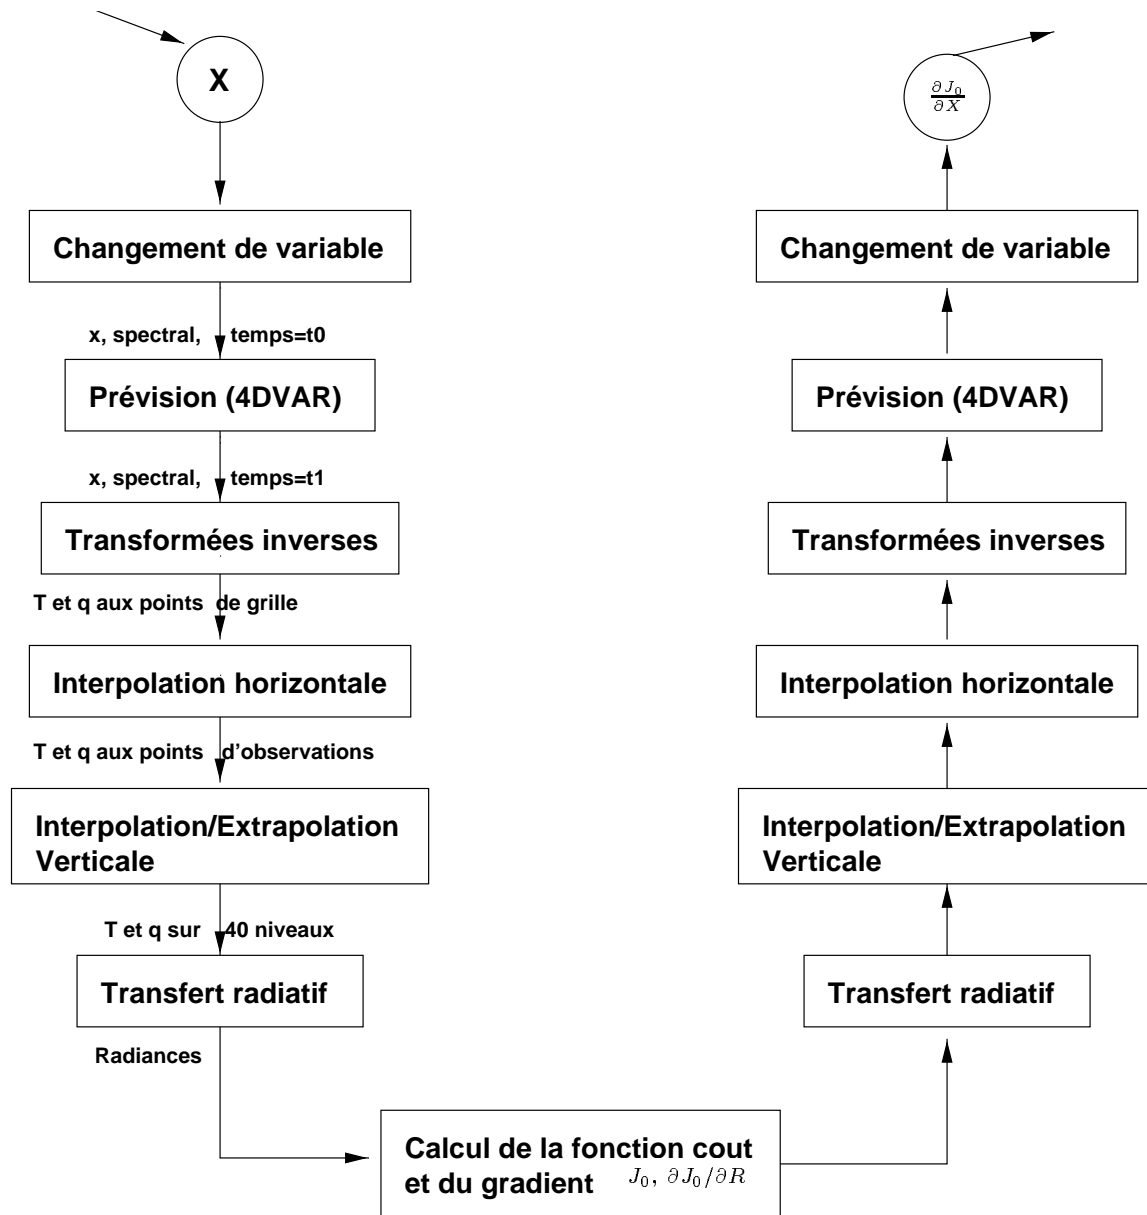 X
Changement de variable
x, spectral, temps=t0
Prévision (4DVAR)
x, spectral, temps=t1
Transformées inverses
T et q aux points de grille
Interpolation horizontale
T et q aux points d'observations
Interpolation/Extrapolation
Verticale
T et q sur 40 niveaux
Transfert radiatif
Radiances
Calcul de la fonction cout
et du gradient J₀, ∂J₀/∂R
∂J₀/∂X
Changement de variable
Prévision (4DVAR)
Transformées inverses
Interpolation horizontale
Interpolation/Extrapolation
Verticale
Transfert radiatif